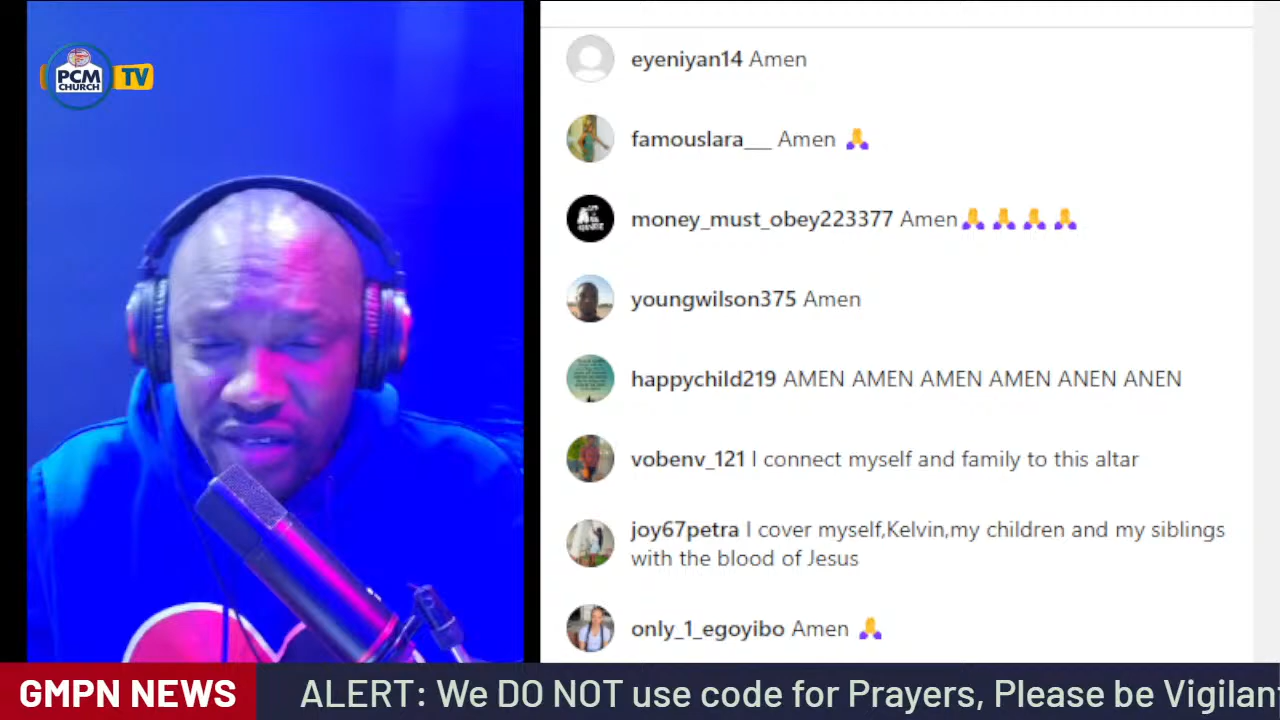 PCM
CHURCH
TV
eyeniyan14 Amen
famouslara___ Amen 🙏
money_must_obey223377 Amen🙏🙏🙏🙏
youngwilson375 Amen
happychild219 AMEN AMEN AMEN AMEN ANEN ANEN
vobenv_121 I connect myself and family to this altar
joy67petra I cover myself,Kelvin,my children and my siblings
with the blood of Jesus
only_1_egoyibo Amen 🙏
GMPN NEWS
ALERT: We DO NOT use code for Prayers, Please be Vigilan